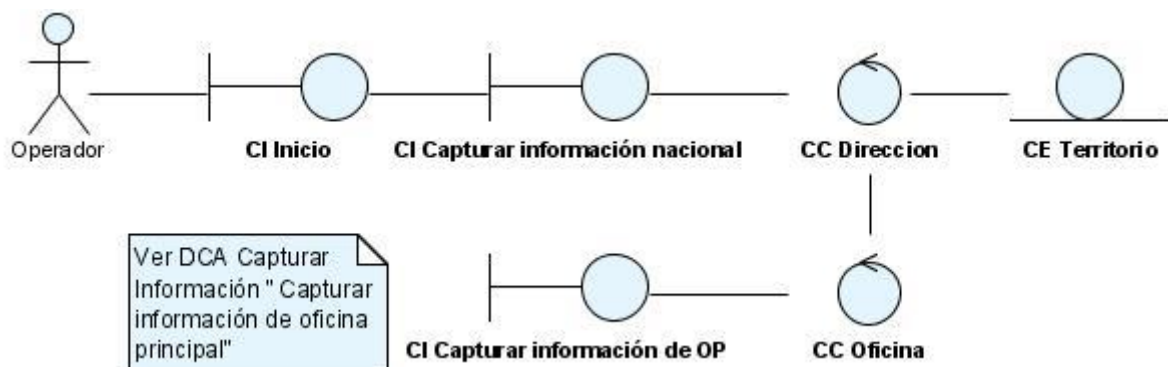 Operador
CI Inicio
CI Capturar información nacional
CC Direccion
CE Territorio
Ver DCA Capturar
Información " Capturar
información de oficina
principal"
CI Capturar información de OP
CC Oficina